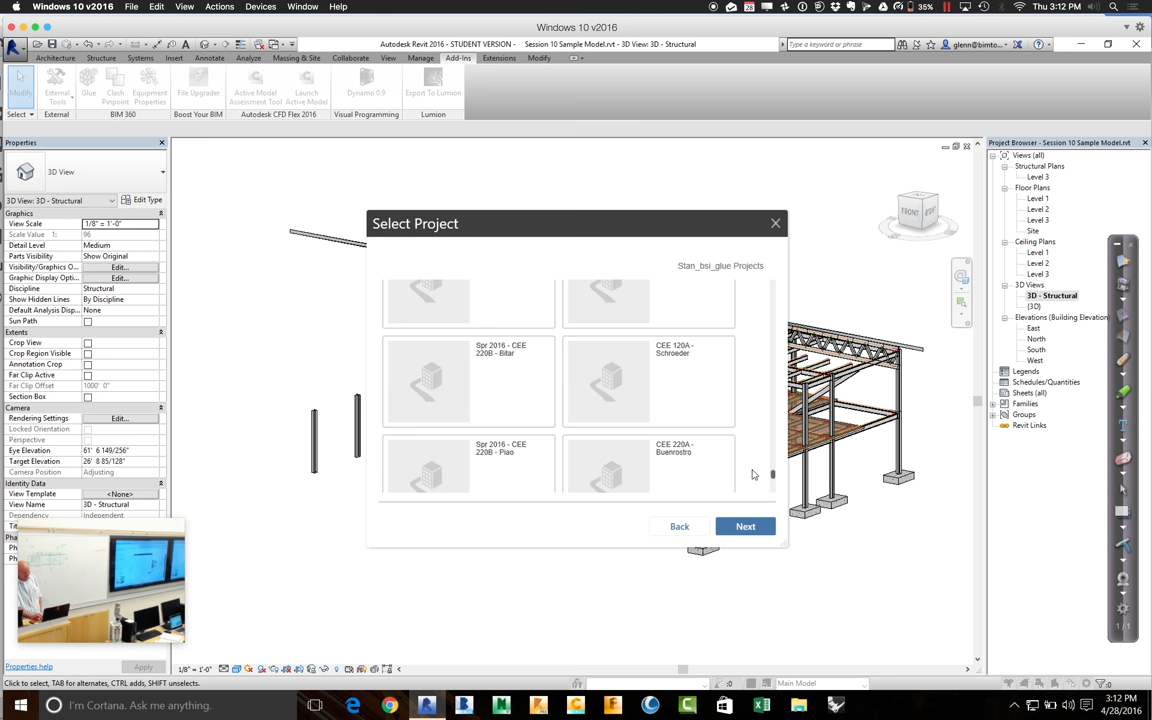 Windows 10 v2016 File Edit View Actions Devices Window Help
28 35% Thu 3:12 PM
Windows 10 v2016
Autodesk Revit 2016 - STUDENT VERSION - Session 10 Sample Model.rvt - 3D View: 3D - Structural
Type a keyword or phrase
glenn@bimto...
Architecture Structure Systems Insert Annotate Analyze Massing & Site Collaborate View Manage Add-Ins Extensions Modify
Modify
External Tools
Glue
Clash Pinpoint
Equipment Properties
File Upgrader
Active Model Assessment Tool
Launch Active Model
Dynamo 0.9
Export To Lumion
Select External BIM 360 Boost Your BIM Autodesk CFD Flex 2016 Visual Programming Lumion
Properties
3D View
3D View: 3D - Structural Edit Type
Graphics
View Scale 1/8" = 1'-0"
Scale Value 1: 96
Detail Level Medium
Parts Visibility Show Original
Visibility/Graphics O... Edit...
Graphic Display Opti... Edit...
Discipline Structural
Show Hidden Lines By Discipline
Default Analysis Disp... None
Sun Path
Extents
Crop View
Crop Region Visible
Annotation Crop
Far Clip Active
Far Clip Offset 1000' 0"
Section Box
Camera
Rendering Settings Edit...
Locked Orientation
Perspective
Eye Elevation 61' 6 149/256"
Target Elevation 26' 8 85/128"
Camera Position Adjusting
Identity Data
View Template <None>
View Name 3D - Structural
Dependency Independent
Properties help Apply
Select Project
Stan_bsi_glue Projects
Spr 2016 - CEE
220B - Bitar
CEE 120A -
Schroeder
Spr 2016 - CEE
220B - Piao
CEE 220A -
Buenrostro
Back Next
FRONT
Project Browser - Session 10 Sample Model.rvt
Views (all)
Structural Plans
Level 3
Floor Plans
Level 1
Level 2
Level 3
Site
Ceiling Plans
Level 1
Level 2
Level 3
3D Views
3D - Structural
{3D}
Elevations (Building Elevation
East
North
South
West
Legends
Schedules/Quantities
Sheets (all)
Families
Groups
Revit Links
1 / 1
1/8" = 1'-0"
Click to select, TAB for alternates, CTRL adds, SHIFT unselects.
:0 Main Model :0
I'm Cortana. Ask me anything.
3:12 PM
4/28/2016